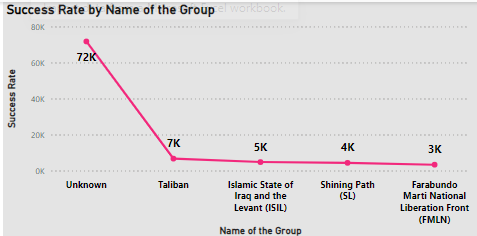 Success Rate by Name of the Group
el workbook.
80K
60K
40K
20K
0K
Success Rate
72K
7K
5K
4K
3K
Unknown
Taliban
Islamic State of
Iraq and the
Levant (ISIL)
Shining Path
(SL)
Farabundo
Marti National
Liberation Front
(FMLN)
Name of the Group